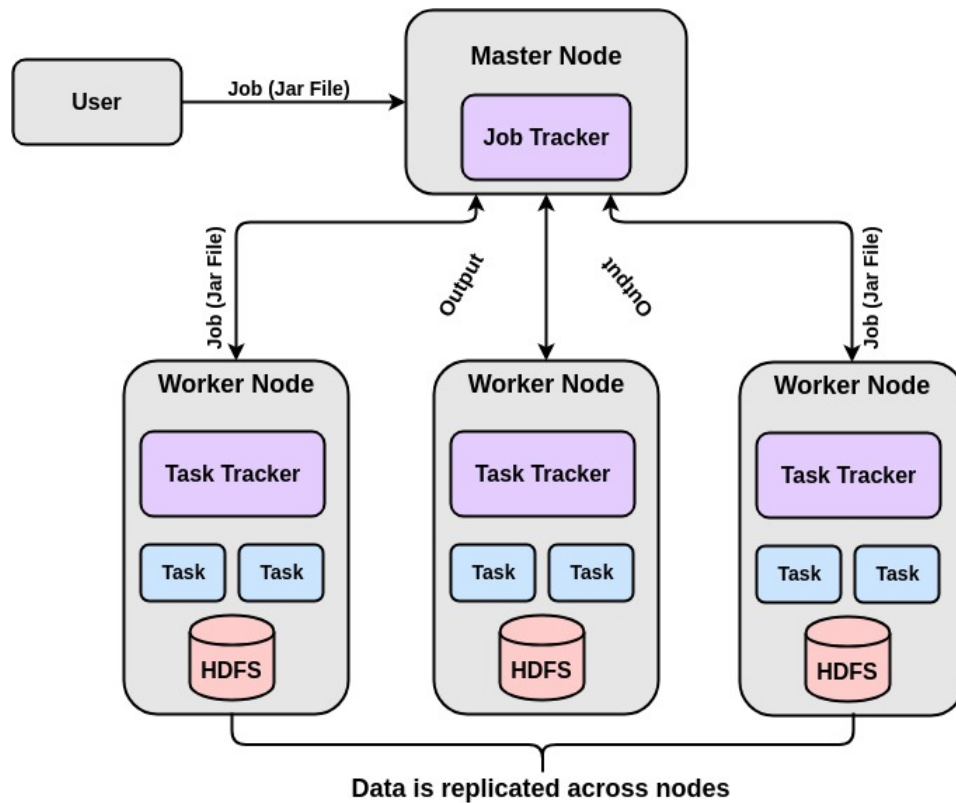 Master Node
User
Job (Jar File)
Job Tracker
Job (Jar File)
Output
Output
Job (Jar File)
Worker Node
Worker Node
Worker Node
Task Tracker
Task Tracker
Task Tracker
Task
Task
Task
Task
Task
Task
HDFS
HDFS
HDFS
Data is replicated across nodes